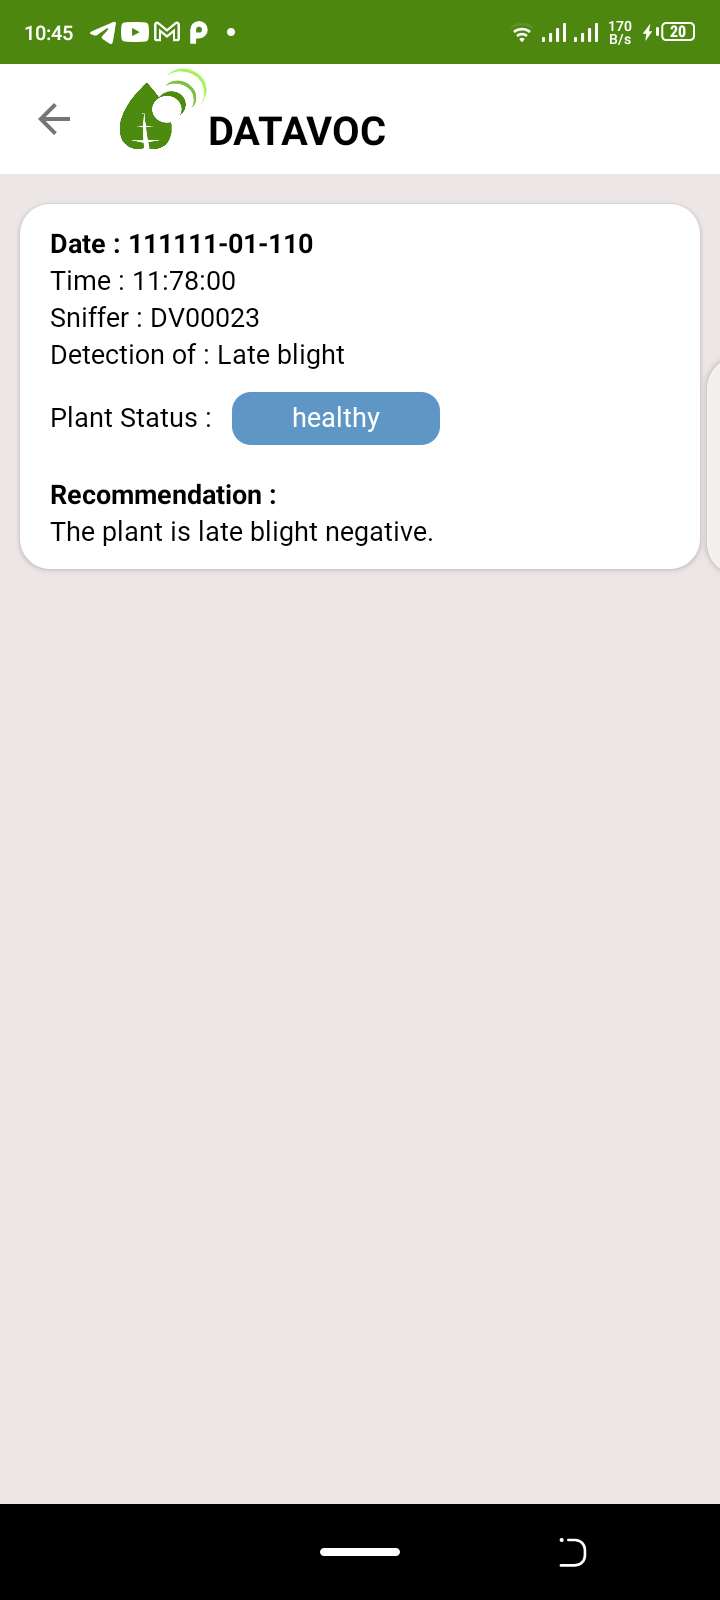 10:45
170
B/s
20
DATAVOC
Date : 111111-01-110
Time : 11:78:00
Sniffer : DV00023
Detection of : Late blight
Plant Status : healthy
Recommendation :
The plant is late blight negative.